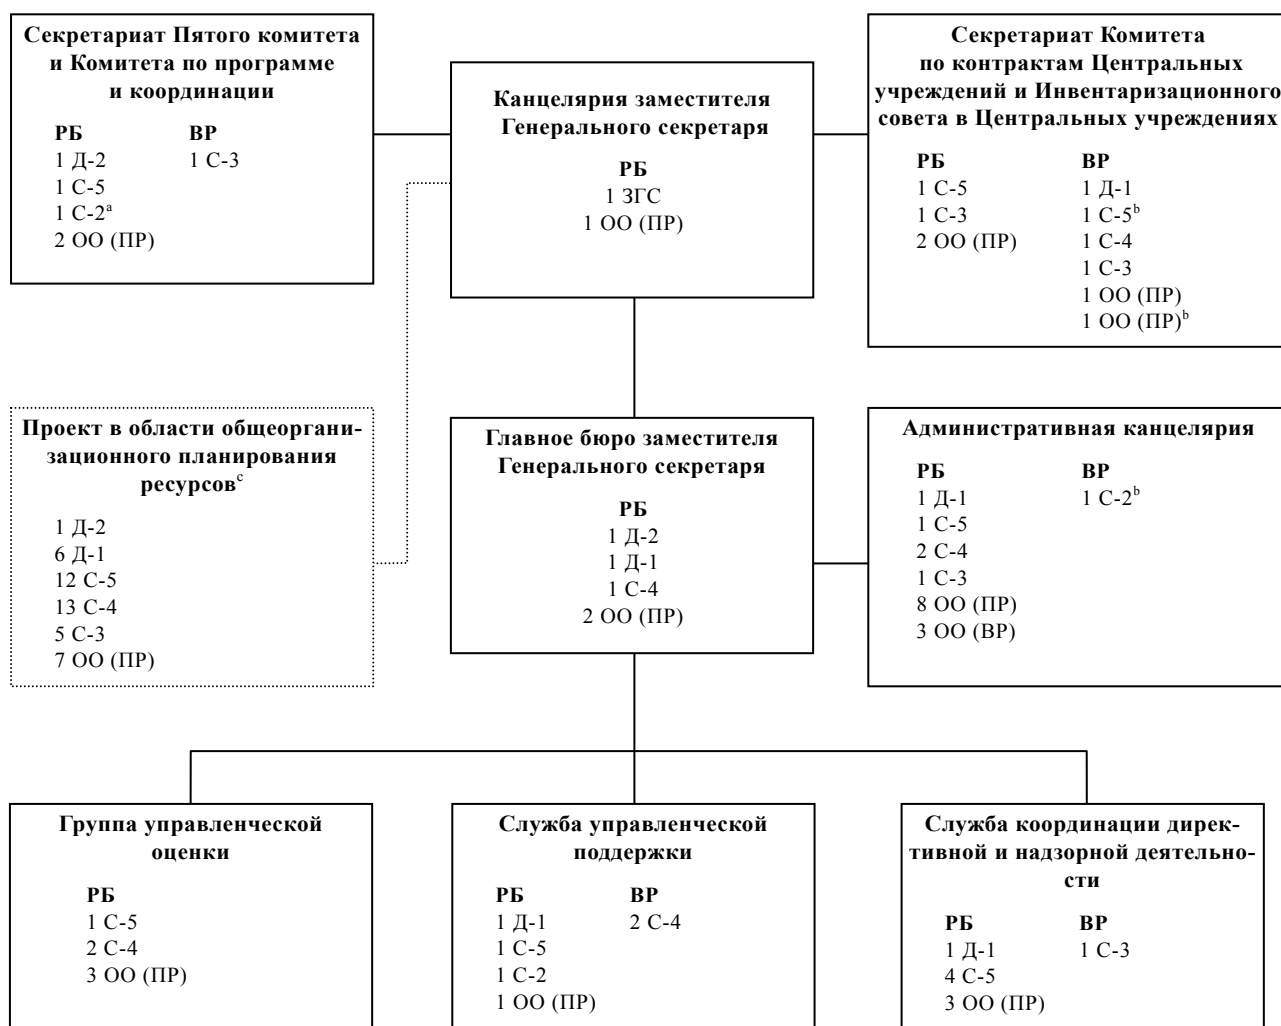 Секретариат Пятого комитета
и Комитета по программе
и координации
РБ ВР
1 Д-2 1 С-3
1 С-5
1 С-2ᵃ
2 ОО (ПР)
Канцелярия заместителя
Генерального секретаря
РБ
1 ЗГС
1 ОО (ПР)
Секретариат Комитета
по контрактам Центральных
учреждений и Инвентаризационного
совета в Центральных учреждениях
РБ ВР
1 С-5 1 Д-1
1 С-3 1 С-5ᵇ
2 ОО (ПР) 1 С-4
1 С-3
1 ОО (ПР)
1 ОО (ПР)ᵇ
Проект в области общеоргани-
зационного планирования
ресурсовᶜ
1 Д-2
6 Д-1
12 С-5
13 С-4
5 С-3
7 ОО (ПР)
Главное бюро заместителя
Генерального секретаря
РБ
1 Д-2
1 Д-1
1 С-4
2 ОО (ПР)
Административная канцелярия
РБ ВР
1 Д-1 1 С-2ᵇ
1 С-5
2 С-4
1 С-3
8 ОО (ПР)
3 ОО (ВР)
Группа управленческой
оценки
РБ
1 С-5
2 С-4
3 ОО (ПР)
Служба управленческой
поддержки
РБ ВР
1 Д-1 2 С-4
1 С-5
1 С-2
1 ОО (ПР)
Служба координации дирек-
тивной и надзорной деятельно-
сти
РБ ВР
1 Д-1 1 С-3
4 С-5
3 ОО (ПР)